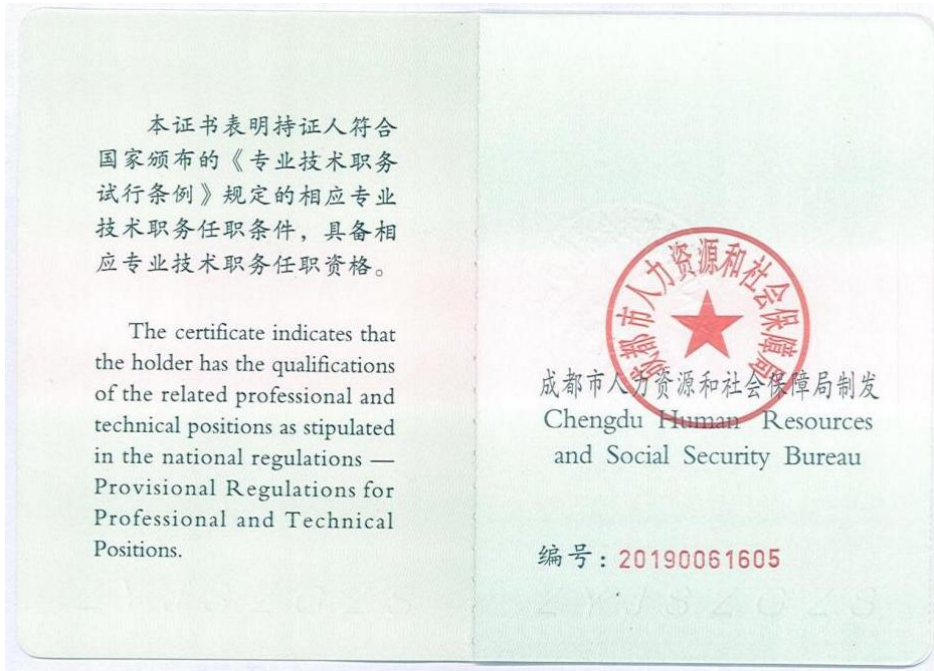 本证书表明持证人符合
国家颁布的《专业技术职务
试行条例》规定的相应专业
技术职务任职条件，具备相
应专业技术职务任职资格。
The certificate indicates that
the holder has the qualifications
of the related professional and
technical positions as stipulated
in the national regulations —
Provisional Regulations for
Professional and Technical
Positions.
成都市人力资源和社会保障局
成都市人力资源和社会保障局制发
Chengdu Human Resources
and Social Security Bureau
编号：20190061605